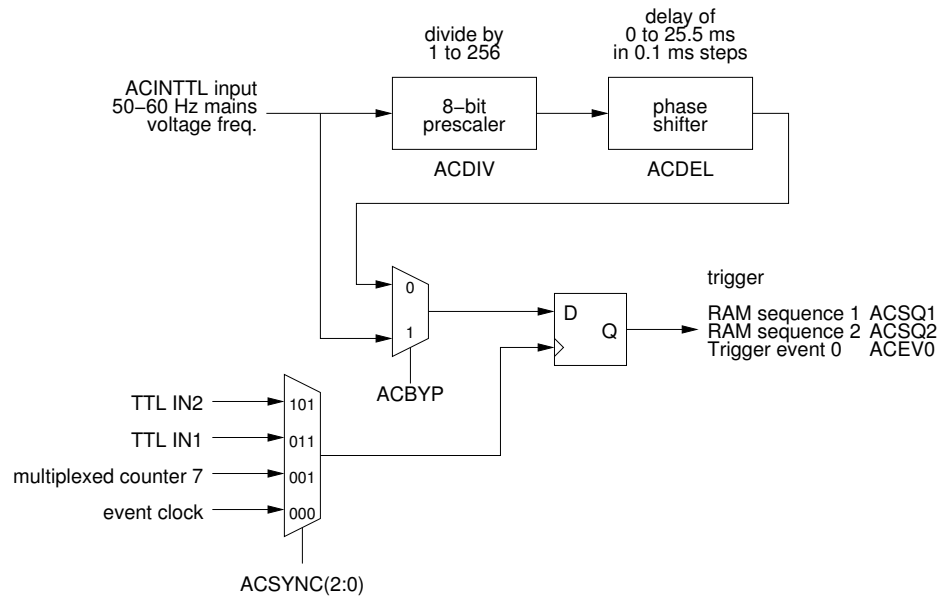 divide by
1 to 256
delay of
0 to 25.5 ms
in 0.1 ms steps
ACINTTL input
50−60 Hz mains
voltage freq.
8−bit
prescaler
phase
shifter
ACDIV
ACDEL
0
1
ACBYP
D
Q
trigger
RAM sequence 1 ACSQ1
RAM sequence 2 ACSQ2
Trigger event 0 ACEV0
TTL IN2
101
TTL IN1
011
multiplexed counter 7
001
event clock
000
ACSYNC(2:0)